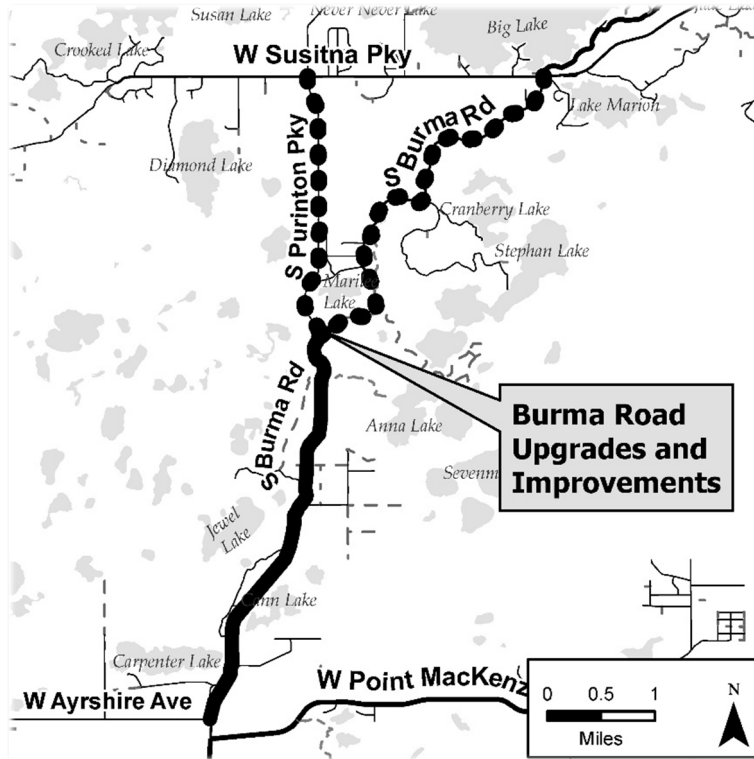 Susan Lake
Never Never Lake
Big Lake
Crooked Lake
W Susitna Pky
Lake Marion
S Burma Rd
Diamond Lake
S Purinton Pky
Cranberry Lake
Stephan Lake
Lake
S Burma Rd
Burma Road
Upgrades and
Improvements
Anna Lake
Jewel
Lake
Lake
Carpenter Lake
W Ayrshire Ave
W Point MacKenz
0 0.5 1
Miles
N